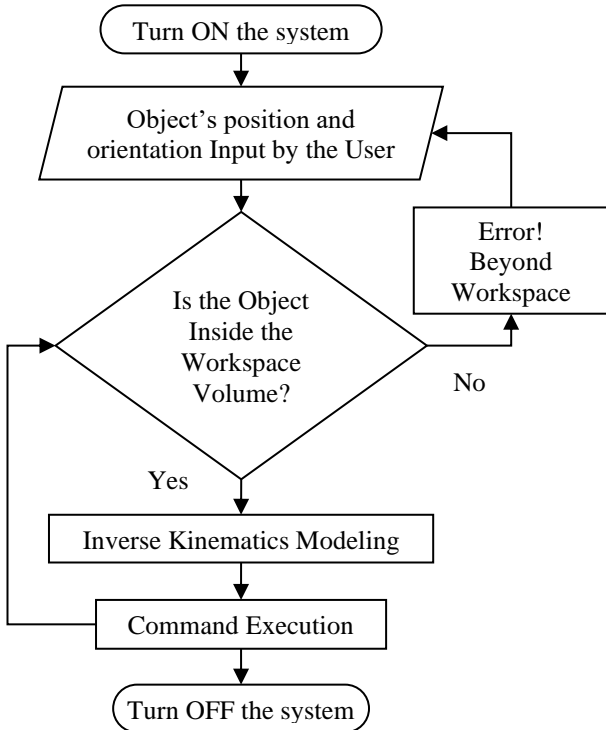 Turn ON the system
Object’s position and
orientation Input by the User
Error!
Beyond
Workspace
Is the Object
Inside the
Workspace
Volume?
No
Yes
Inverse Kinematics Modeling
Command Execution
Turn OFF the system